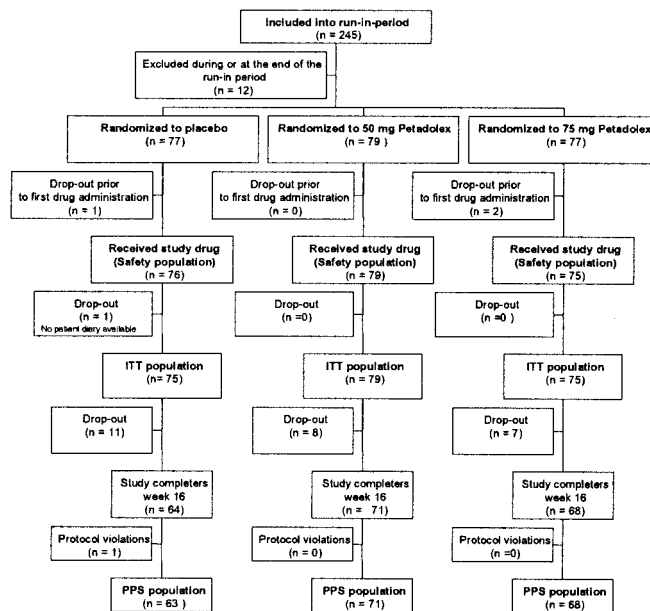 Included into run-in-period
(n = 245)
Excluded during or at the end of the
run-in period
(n = 12)
Randomized to placebo
(n = 77)
Randomized to 50 mg Petadolex
(n = 79 )
Randomized to 75 mg Petadolex
(n = 77)
Drop-out prior
to first drug administration
(n = 1)
Drop-out prior
to first drug administration
(n = 0)
Drop-out prior
to first drug administration
(n = 2)
Received study drug
(Safety population)
(n = 76)
Received study drug
(Safety population)
(n = 79)
Received study drug
(Safety population)
(n = 75)
Drop-out
(n = 1)
No patient diery available
Drop-out
(n =0)
Drop-out
(n =0 )
ITT population
(n= 75)
ITT population
(n = 79)
ITT population
(n = 75)
Drop-out
(n = 11)
Drop-out
(n = 8)
Drop-out
(n = 7)
Study completers
week 16
(n = 64)
Study completers
week 16
(n = 71)
Study completers
week 16
(n = 68)
Protocol violations
(n = 1)
Protocol violations
(n = 0)
Protocol violations
(n =0)
PPS population
(n = 63 )
PPS population
(n = 71)
PPS population
(n = 68)